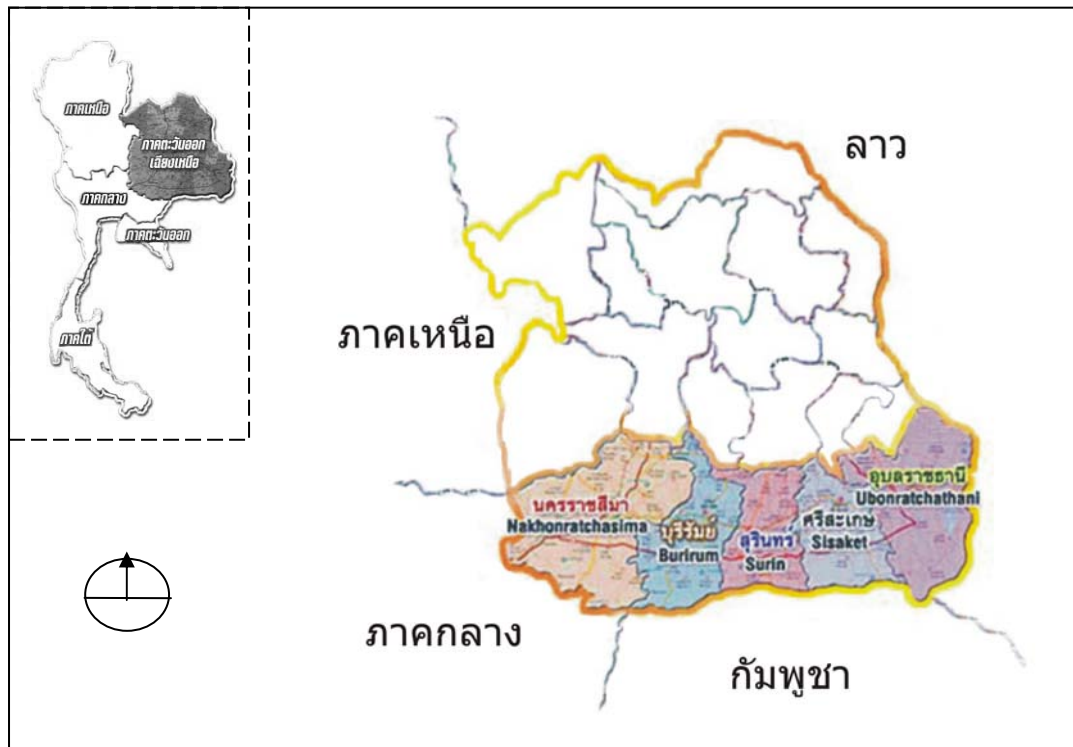 ภาคเหนือ
ภาคตะวันออก
เฉียงเหนือ
ภาคกลาง
ภาคตะวันออก
ภาคใต้
ลาว
ภาคเหนือ
อุบลราชธานี
Ubonratchathani
นครราชสีมา
Nakhonratchasima
บุรีรัมย์
Burirum
สุรินทร์
Surin
ศรีสะเกษ
Sisaket
ภาคกลาง
กัมพูชา